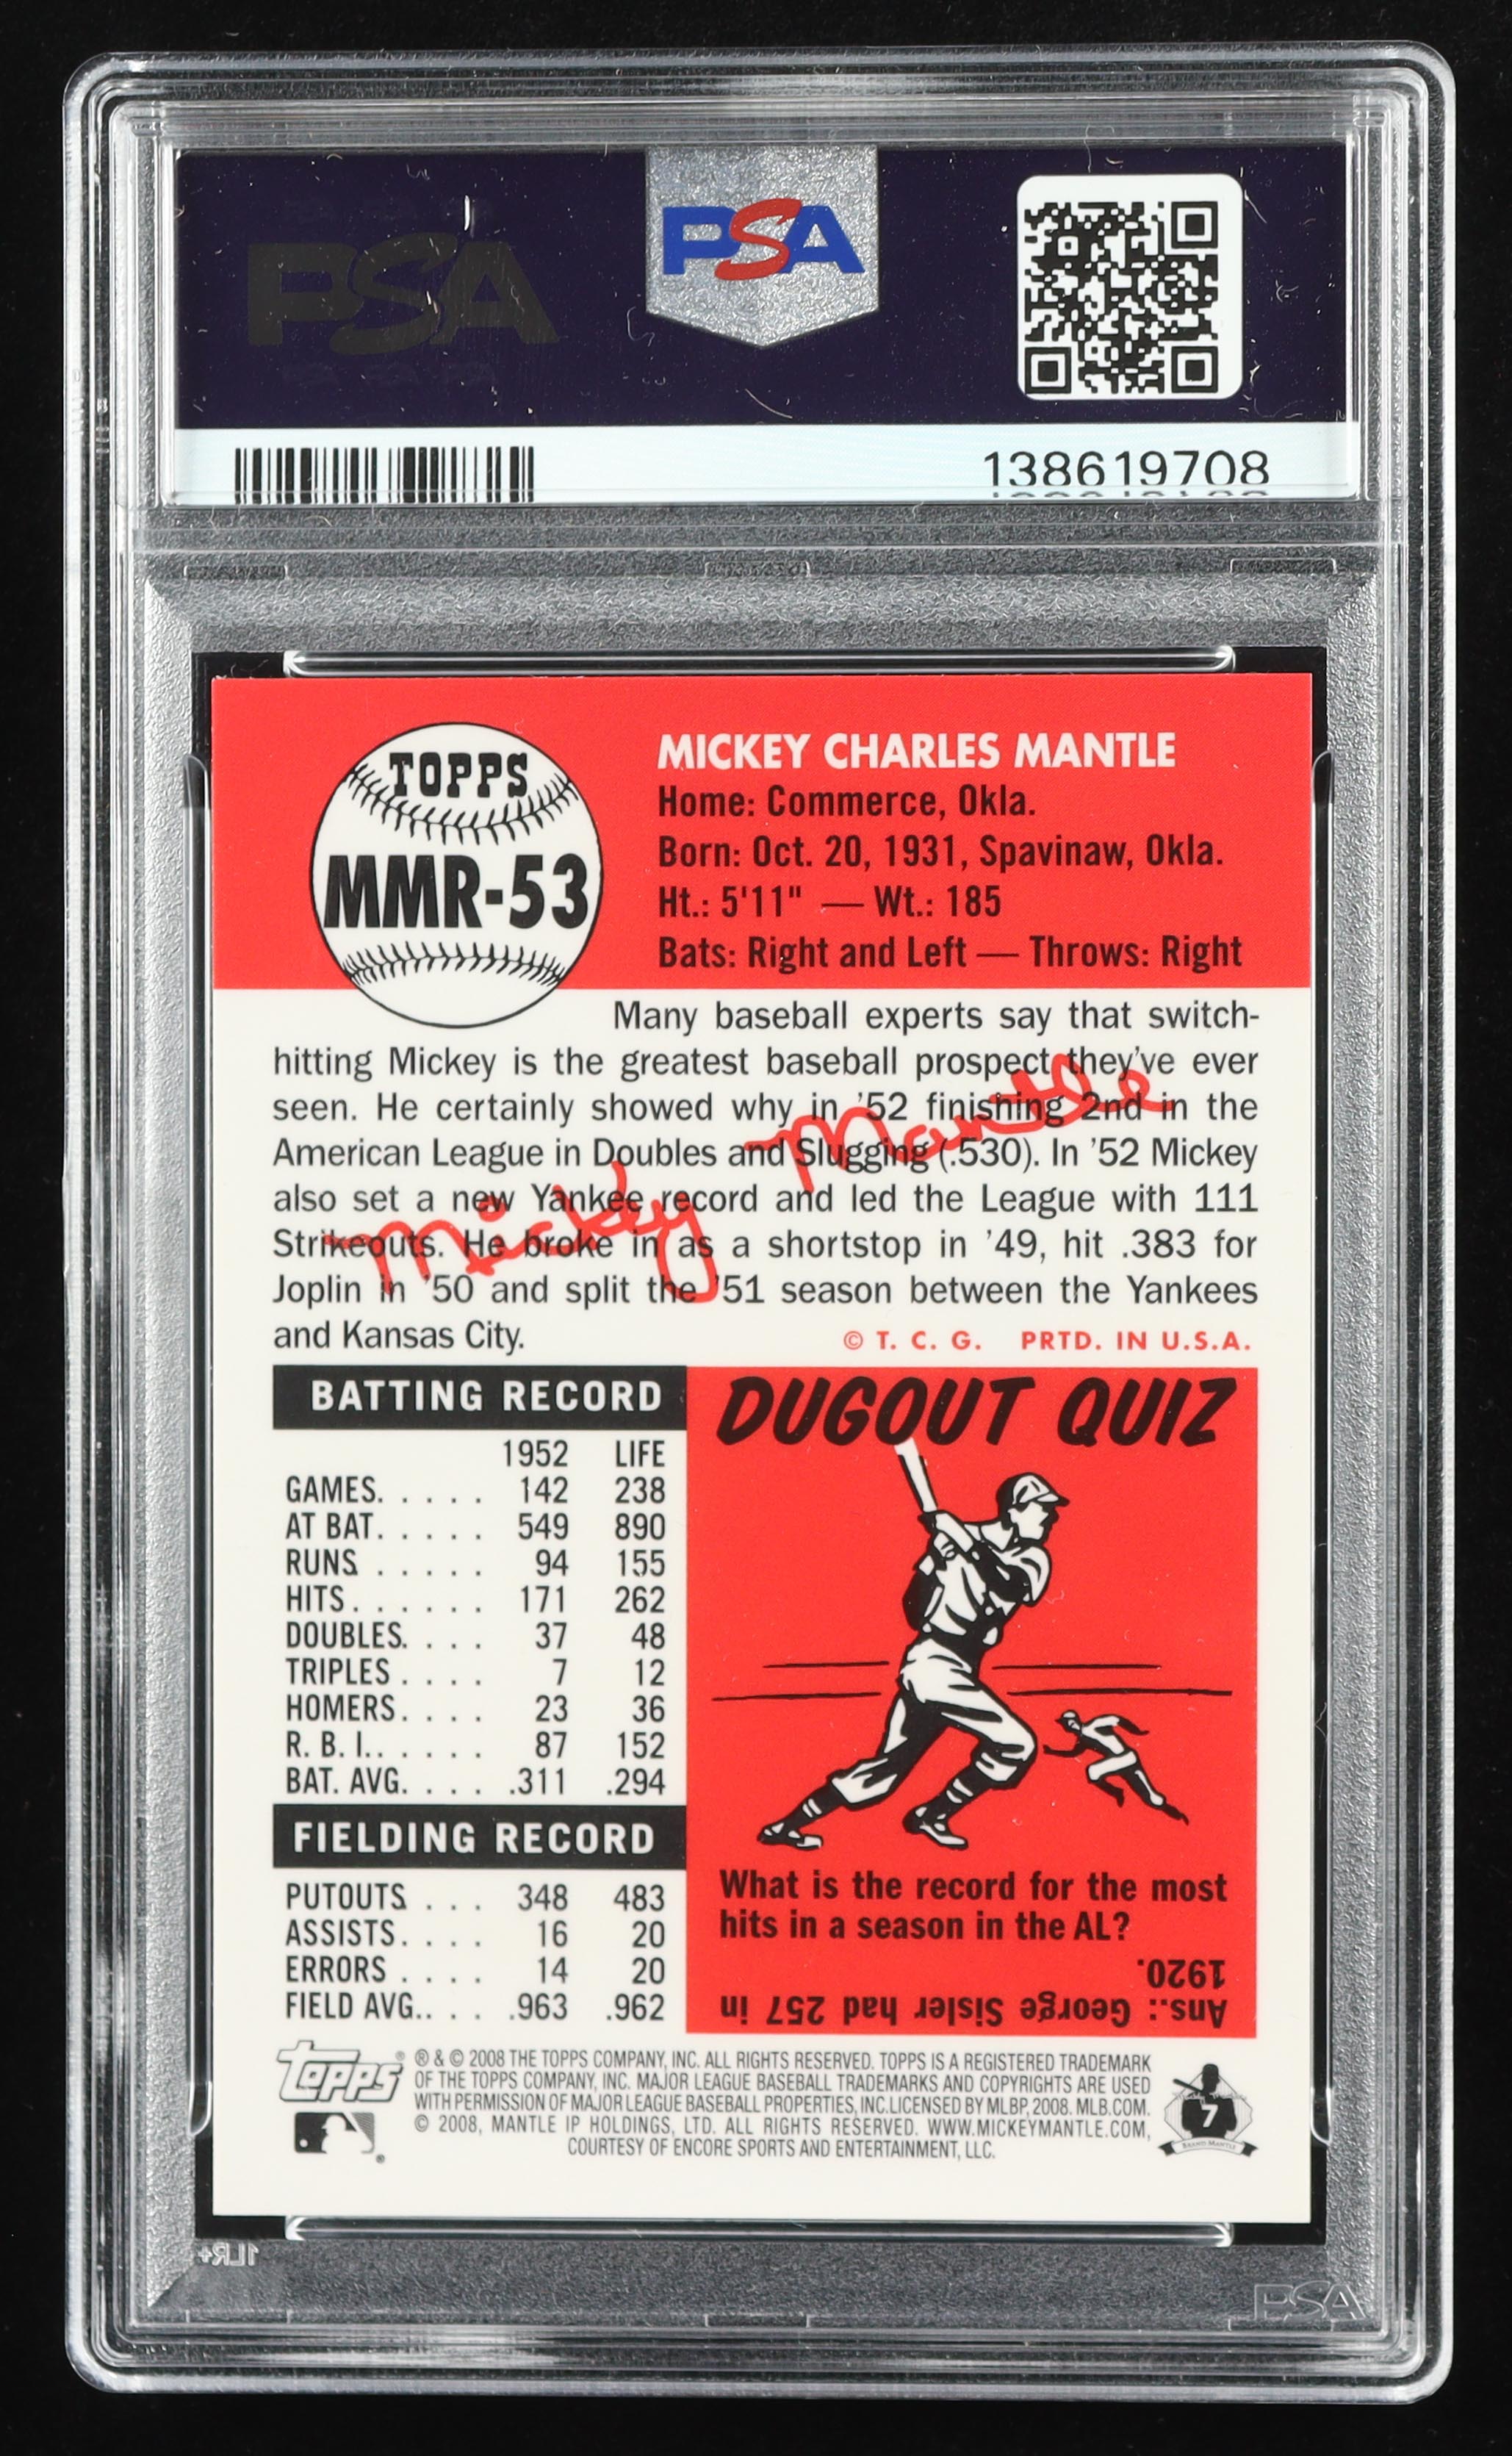 PSA
PSA
138619708
TOPPS
MMR-53
MICKEY CHARLES MANTLE
Home: Commerce, Okla.
Born: Oct. 20, 1931, Spavinaw, Okla.
Ht.: 5'11" — Wt.: 185
Bats: Right and Left — Throws: Right
Many baseball experts say that switch-
hitting Mickey is the greatest baseball prospect they've ever
seen. He certainly showed why in '52 finishing 2nd in the
American League in Doubles and Slugging (.530). In '52 Mickey
also set a new Yankee record and led the League with 111
Strikeouts. He broke in as a shortstop in '49, hit .383 for
Joplin in '50 and split the '51 season between the Yankees
and Kansas City.
Mickey Mantle
© T. C. G. PRTD. IN U.S.A.
BATTING RECORD
1952 LIFE
GAMES. . . . . 142 238
AT BAT. . . . . 549 890
RUNS . . . . . 94 155
HITS. . . . . . 171 262
DOUBLES. . . . 37 48
TRIPLES . . . . 7 12
HOMERS. . . . 23 36
R. B. I.. . . . . 87 152
BAT. AVG. . . . .311 .294
FIELDING RECORD
PUTOUTS . . . 348 483
ASSISTS. . . . 16 20
ERRORS . . . . 14 20
FIELD AVG.. . . .963 .962
DUGOUT QUIZ
What is the record for the most
hits in a season in the AL?
Ans.: George Sisler had 257 in
1920.
topps
® & © 2008 THE TOPPS COMPANY, INC. ALL RIGHTS RESERVED. TOPPS IS A REGISTERED TRADEMARK
OF THE TOPPS COMPANY, INC. MAJOR LEAGUE BASEBALL TRADEMARKS AND COPYRIGHTS ARE USED
WITH PERMISSION OF MAJOR LEAGUE BASEBALL PROPERTIES, INC.LICENSED BY MLBP, 2008. MLB.COM.
© 2008, MANTLE IP HOLDINGS, LTD. ALL RIGHTS RESERVED. WWW.MICKEYMANTLE.COM,
COURTESY OF ENCORE SPORTS AND ENTERTAINMENT, LLC.
7
BRAND MANTLE
1LR+
PSA